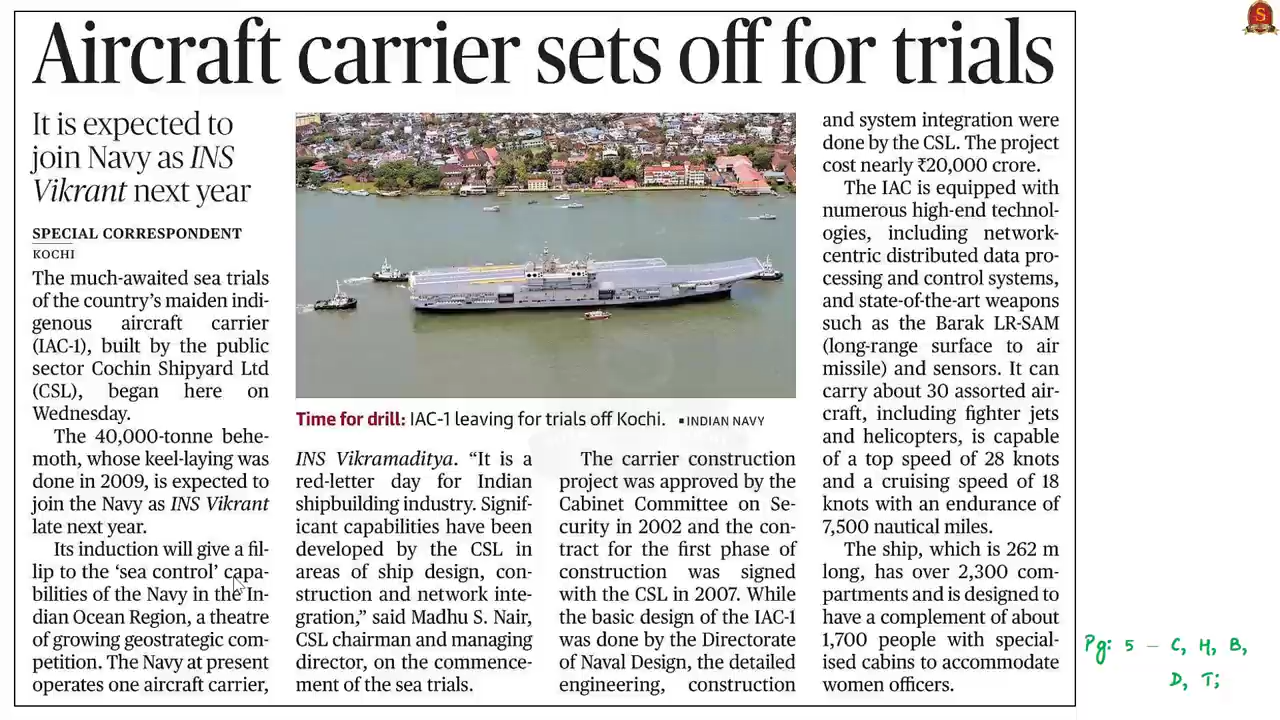 Aircraft carrier sets off for trials
It is expected to
join Navy as INS
Vikrant next year
SPECIAL CORRESPONDENT
KOCHI
The much-awaited sea trials
of the country's maiden indi-
genous aircraft carrier
(IAC-1), built by the public
sector Cochin Shipyard Ltd
(CSL), began here on
Wednesday.
The 40,000-tonne behe-
moth, whose keel-laying was
done in 2009, is expected to
join the Navy as INS Vikrant
late next year.
Its induction will give a fil-
lip to the 'sea control' capa-
bilities of the Navy in the In-
dian Ocean Region, a theatre
of growing geostrategic com-
petition. The Navy at present
operates one aircraft carrier,
Time for drill: IAC-1 leaving for trials off Kochi. ▪INDIAN NAVY
INS Vikramaditya. "It is a
red-letter day for Indian
shipbuilding industry. Signif-
icant capabilities have been
developed by the CSL in
areas of ship design, con-
struction and network inte-
gration," said Madhu S. Nair,
CSL chairman and managing
director, on the commence-
ment of the sea trials.
The carrier construction
project was approved by the
Cabinet Committee on Se-
curity in 2002 and the con-
tract for the first phase of
construction was signed
with the CSL in 2007. While
the basic design of the IAC-1
was done by the Directorate
of Naval Design, the detailed
engineering, construction
and system integration were
done by the CSL. The project
cost nearly ₹20,000 crore.
The IAC is equipped with
numerous high-end technol-
ogies, including network-
centric distributed data pro-
cessing and control systems,
and state-of-the-art weapons
such as the Barak LR-SAM
(long-range surface to air
missile) and sensors. It can
carry about 30 assorted air-
craft, including fighter jets
and helicopters, is capable
of a top speed of 28 knots
and a cruising speed of 18
knots with an endurance of
7,500 nautical miles.
The ship, which is 262 m
long, has over 2,300 com-
partments and is designed to
have a complement of about
1,700 people with special-
ised cabins to accommodate
women officers.
S
Pg: 5 – C, H, B,
D, T;